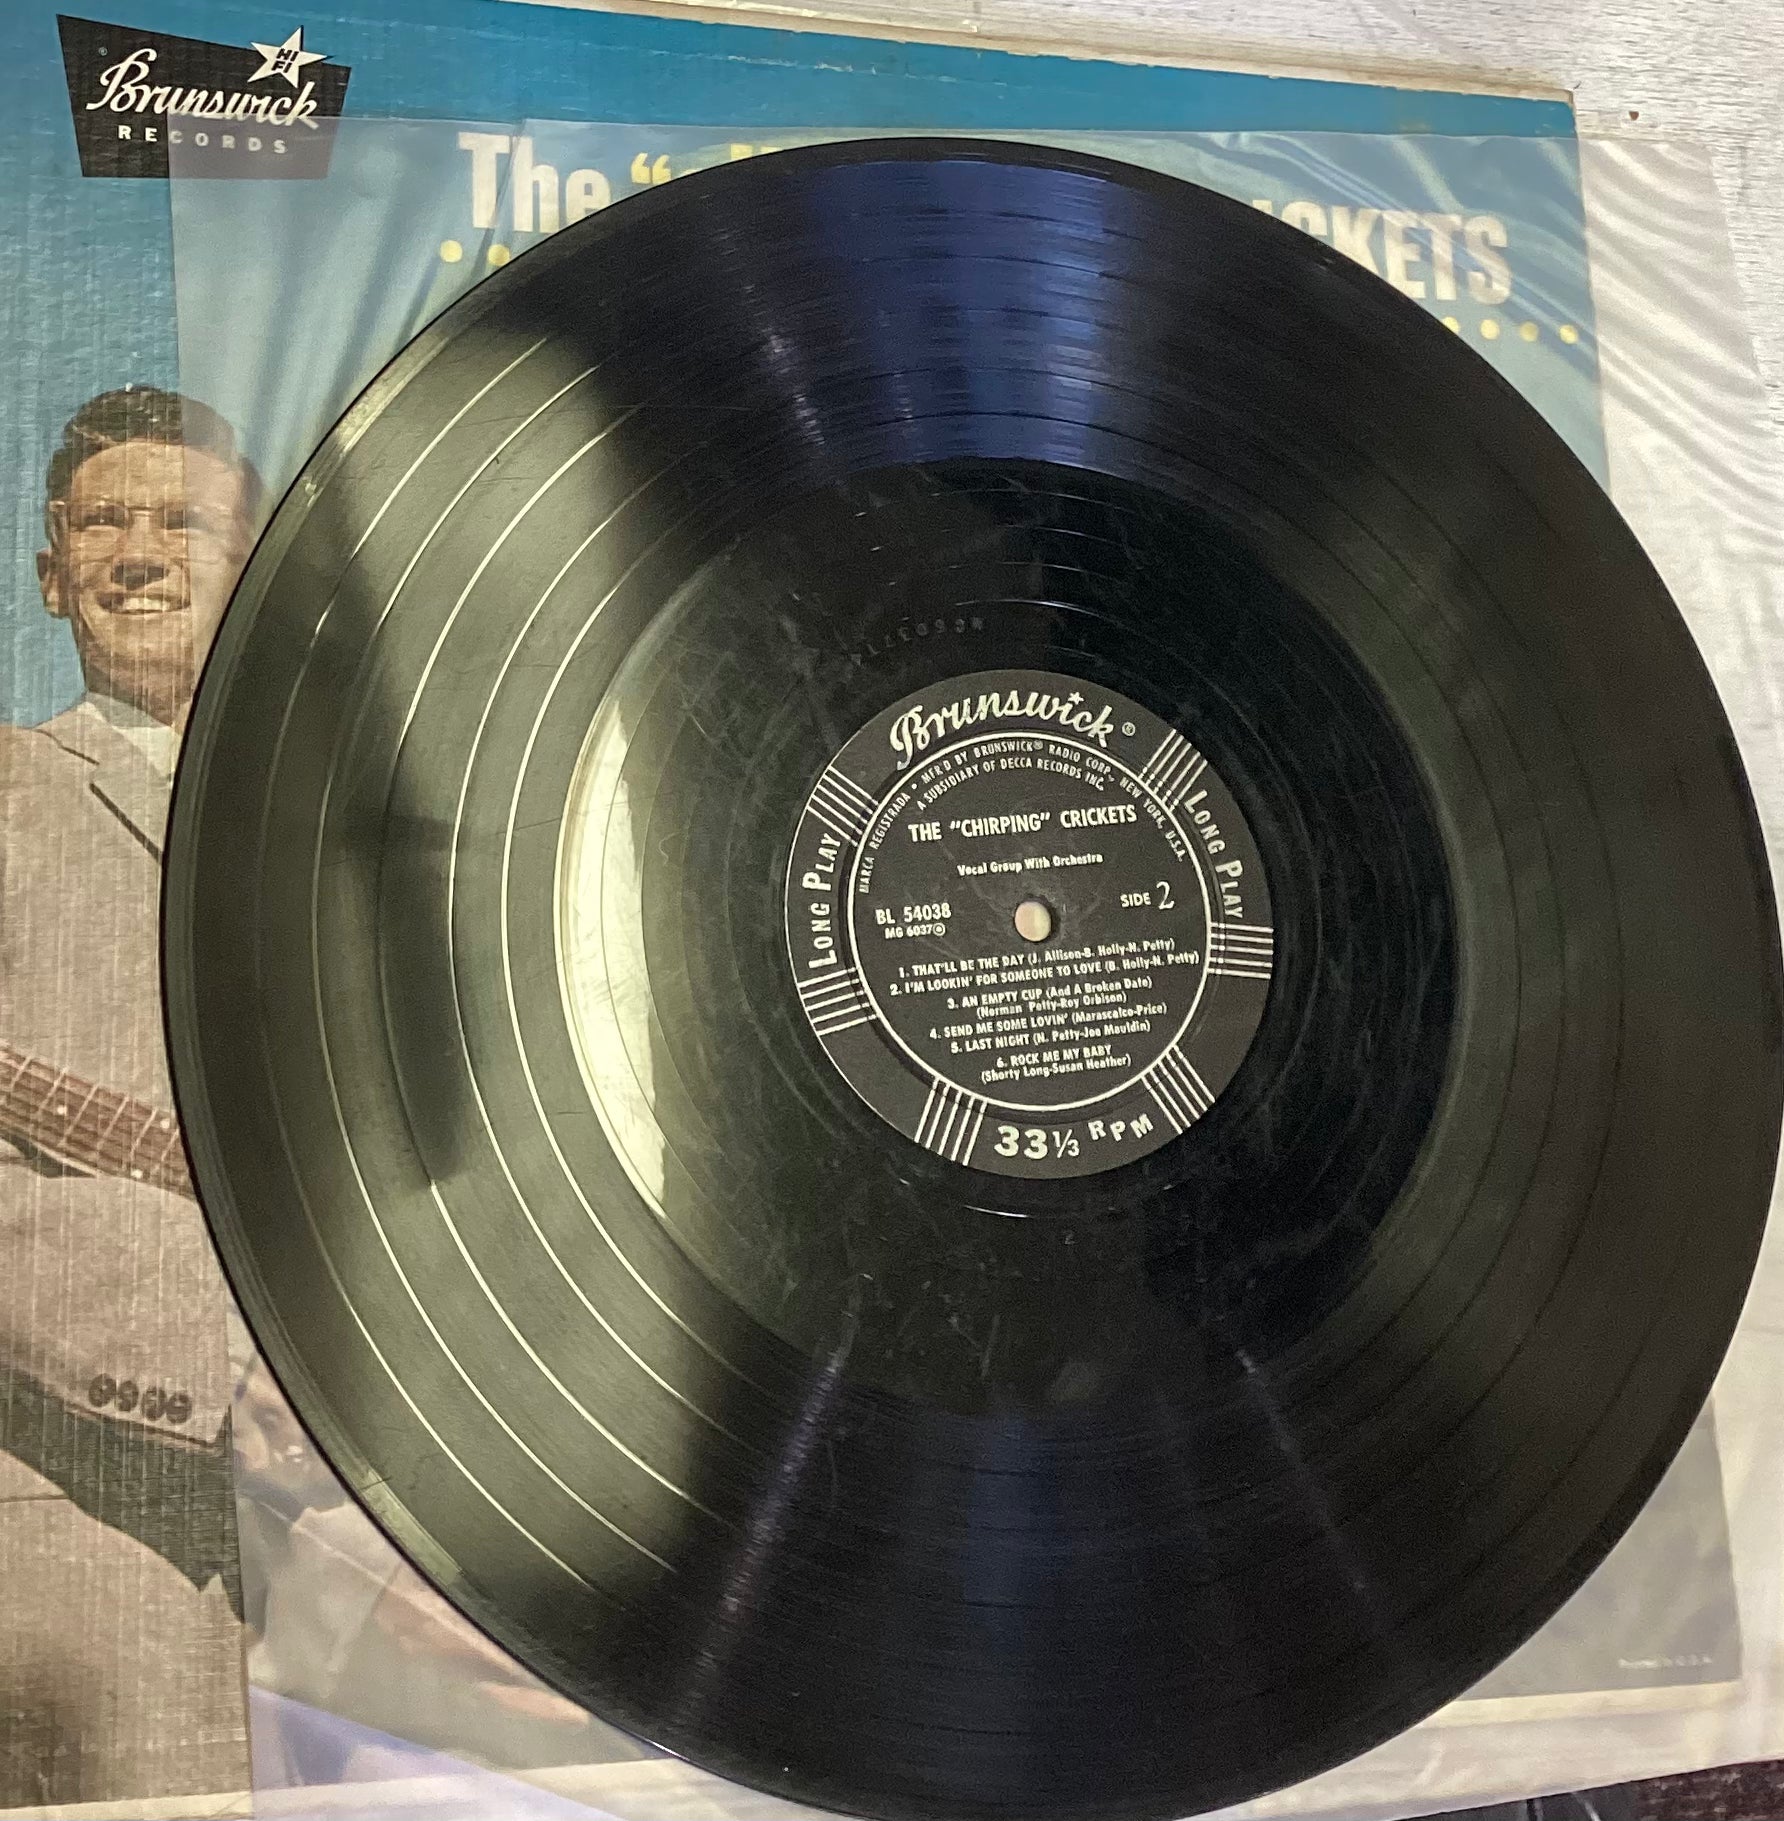 HI
FI
Brunswick
RECORDS
The "
CKETS
Brunswick ®
MARCA REGISTRADA • MFR'D BY BRUNSWICK® RADIO CORP., NEW YORK, U.S.A.
A SUBSIDIARY OF DECCA RECORDS INC.
LONG PLAY
LONG PLAY
THE "CHIRPING" CRICKETS
Vocal Group With Orchestra
BL 54038
MG 6037
SIDE 2
1. THAT'LL BE THE DAY (J. Allison-B. Holly-N. Petty)
2. I'M LOOKIN' FOR SOMEONE TO LOVE (B. Holly-N. Petty)
3. AN EMPTY CUP (And A Broken Date)
(Norman Petty-Roy Orbison)
4. SEND ME SOME LOVIN' (Marascalco-Price)
5. LAST NIGHT (N. Petty-Joe Mauldin)
6. ROCK ME MY BABY
(Shorty Long-Susan Heather)
33⅓ RPM